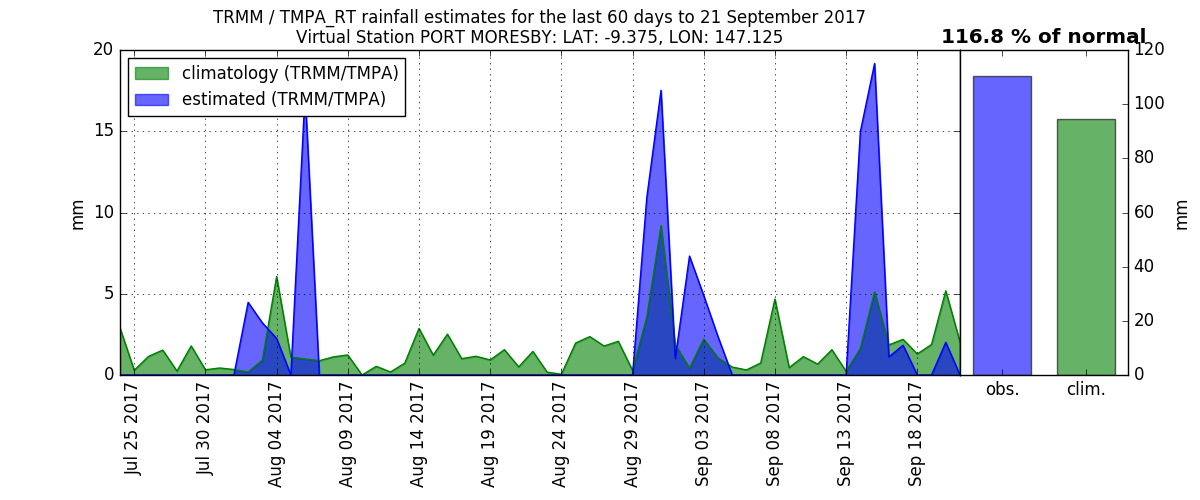 TRMM / TMPA_RT rainfall estimates for the last 60 days to 21 September 2017
Virtual Station PORT MORESBY: LAT: -9.375, LON: 147.125
116.8 % of normal
climatology (TRMM/TMPA)
estimated (TRMM/TMPA)
20
15
10
5
0
mm
120
100
80
60
40
20
0
mm
Jul 25 2017
Jul 30 2017
Aug 04 2017
Aug 09 2017
Aug 14 2017
Aug 19 2017
Aug 24 2017
Aug 29 2017
Sep 03 2017
Sep 08 2017
Sep 13 2017
Sep 18 2017
obs.
clim.